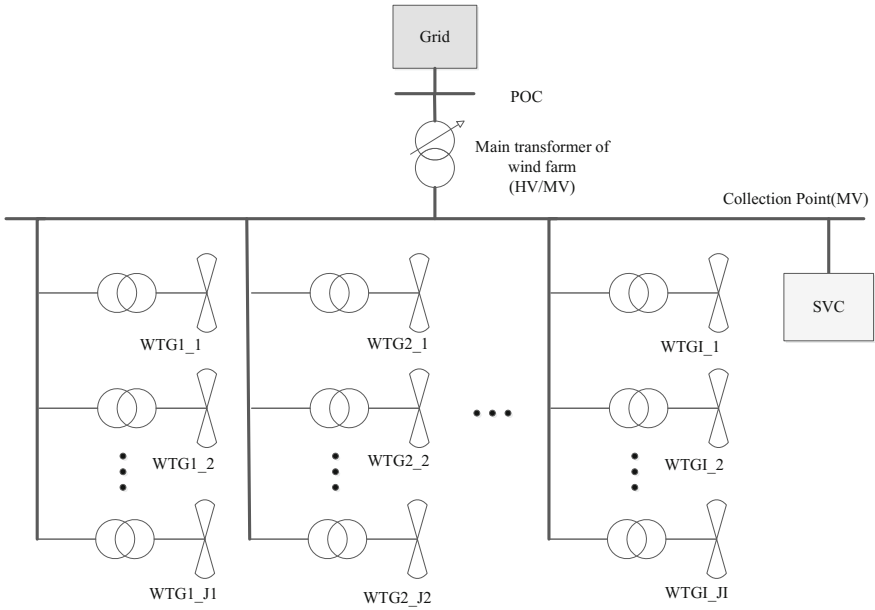 Grid
POC
Main transformer of
wind farm
(HV/MV)
Collection Point(MV)
SVC
WTG1_1
WTG2_1
WTGI_1
WTG1_2
WTG2_2
WTGI_2
WTG1_J1
WTG2_J2
WTGI_JI